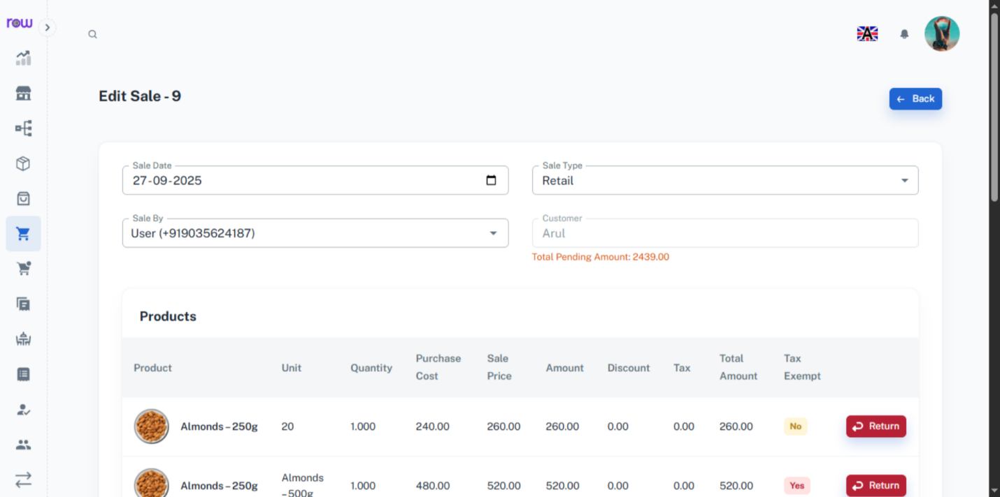 row
A
Edit Sale - 9
Back
Sale Date
27-09-2025
Sale Type
Retail
Sale By
User (+919035624187)
Customer
Arul
Total Pending Amount: 2439.00
Products
Product Unit Quantity Purchase Cost Sale Price Amount Discount Tax Total Amount Tax Exempt
Almonds – 250g 20 1.000 240.00 260.00 260.00 0.00 0.00 260.00 No Return
Almonds – 250g Almonds – 500g 1.000 480.00 520.00 520.00 0.00 0.00 520.00 Yes Return